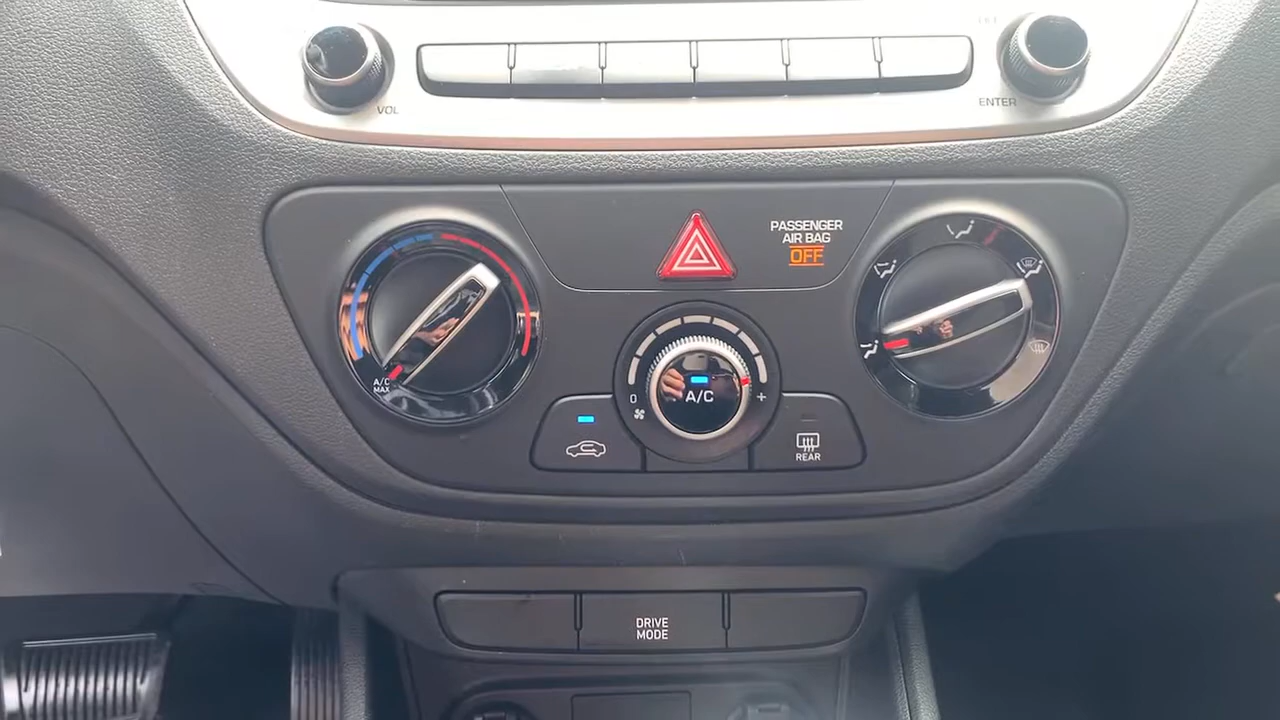 VOL
ENTER
PASSENGER
AIR BAG
OFF
A/C
MAX
0
A/C
+
REAR
DRIVE
MODE